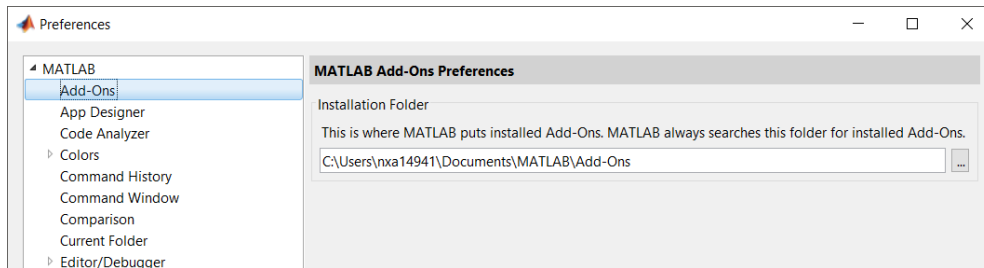 Preferences
MATLAB
Add-Ons
App Designer
Code Analyzer
Colors
Command History
Command Window
Comparison
Current Folder
Editor/Debugger
MATLAB Add-Ons Preferences
Installation Folder
This is where MATLAB puts installed Add-Ons. MATLAB always searches this folder for installed Add-Ons.
C:\Users\nxa14941\Documents\MATLAB\Add-Ons
...